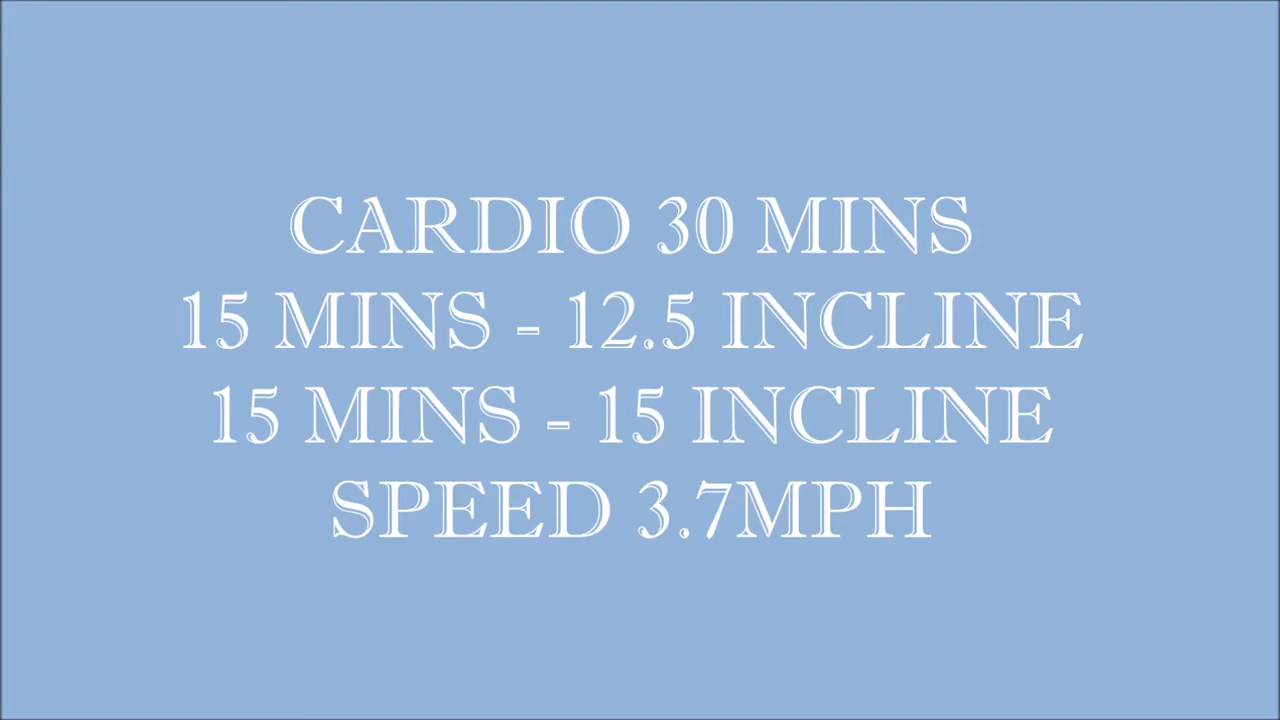 CARDIO 30 MINS
15 MINS - 12.5 INCLINE
15 MINS - 15 INCLINE
SPEED 3.7MPH